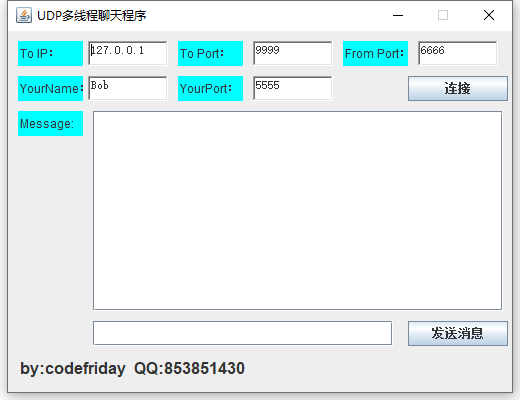 UDP多线程聊天程序
To IP: 127.0.0.1 To Port: 9999 From Port: 6666
YourName: Bob YourPort: 5555 连接
Message:
发送消息
by:codefriday QQ:853851430